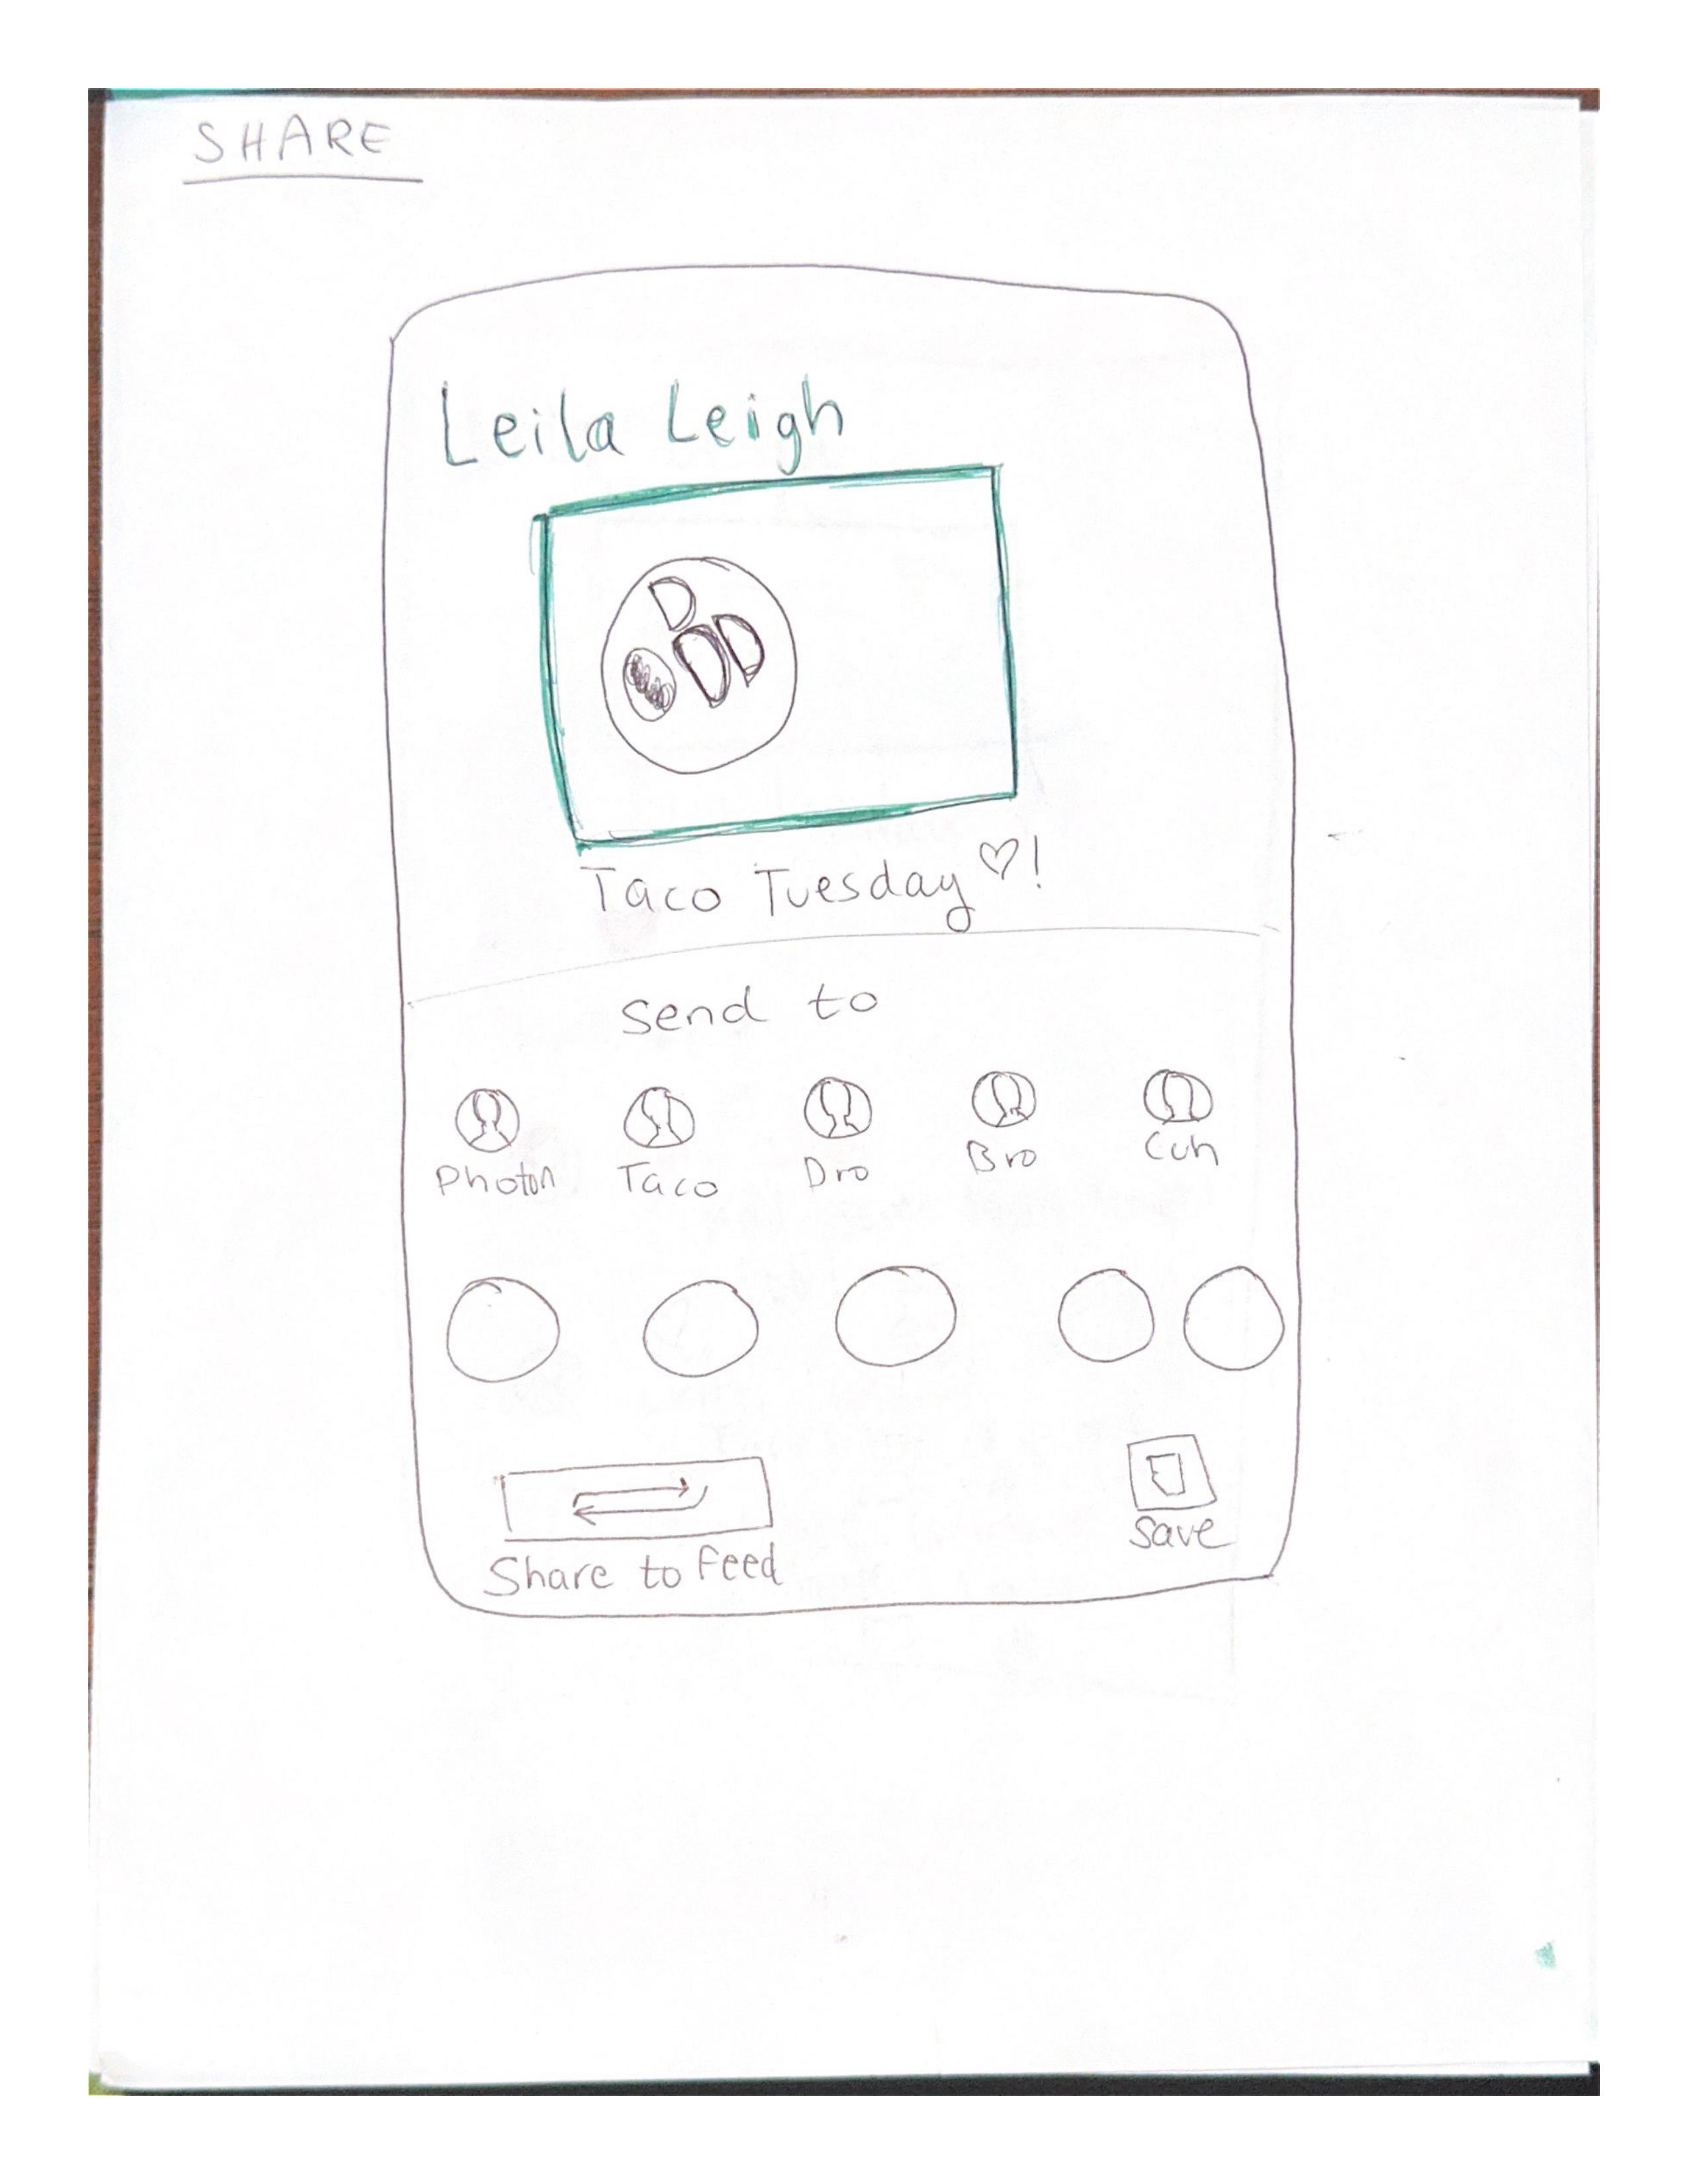 SHARE
Leila Leigh
Taco Tuesday ♡!
Send to
Photon Taco Dro Bro Cuh
Share to Feed
Save